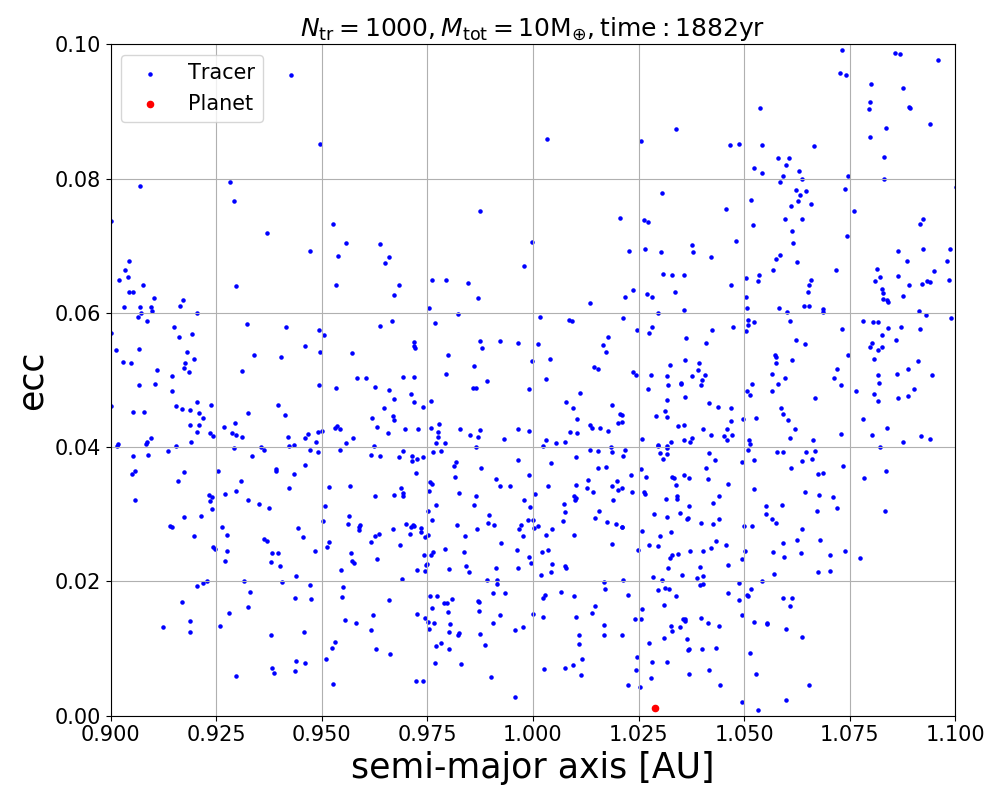 N_tr = 1000, M_tot = 10M_⊕, time : 1882yr
Tracer
Planet
0.10
0.08
0.06
0.04
0.02
0.00
ecc
0.900 0.925 0.950 0.975 1.000 1.025 1.050 1.075 1.100
semi-major axis [AU]